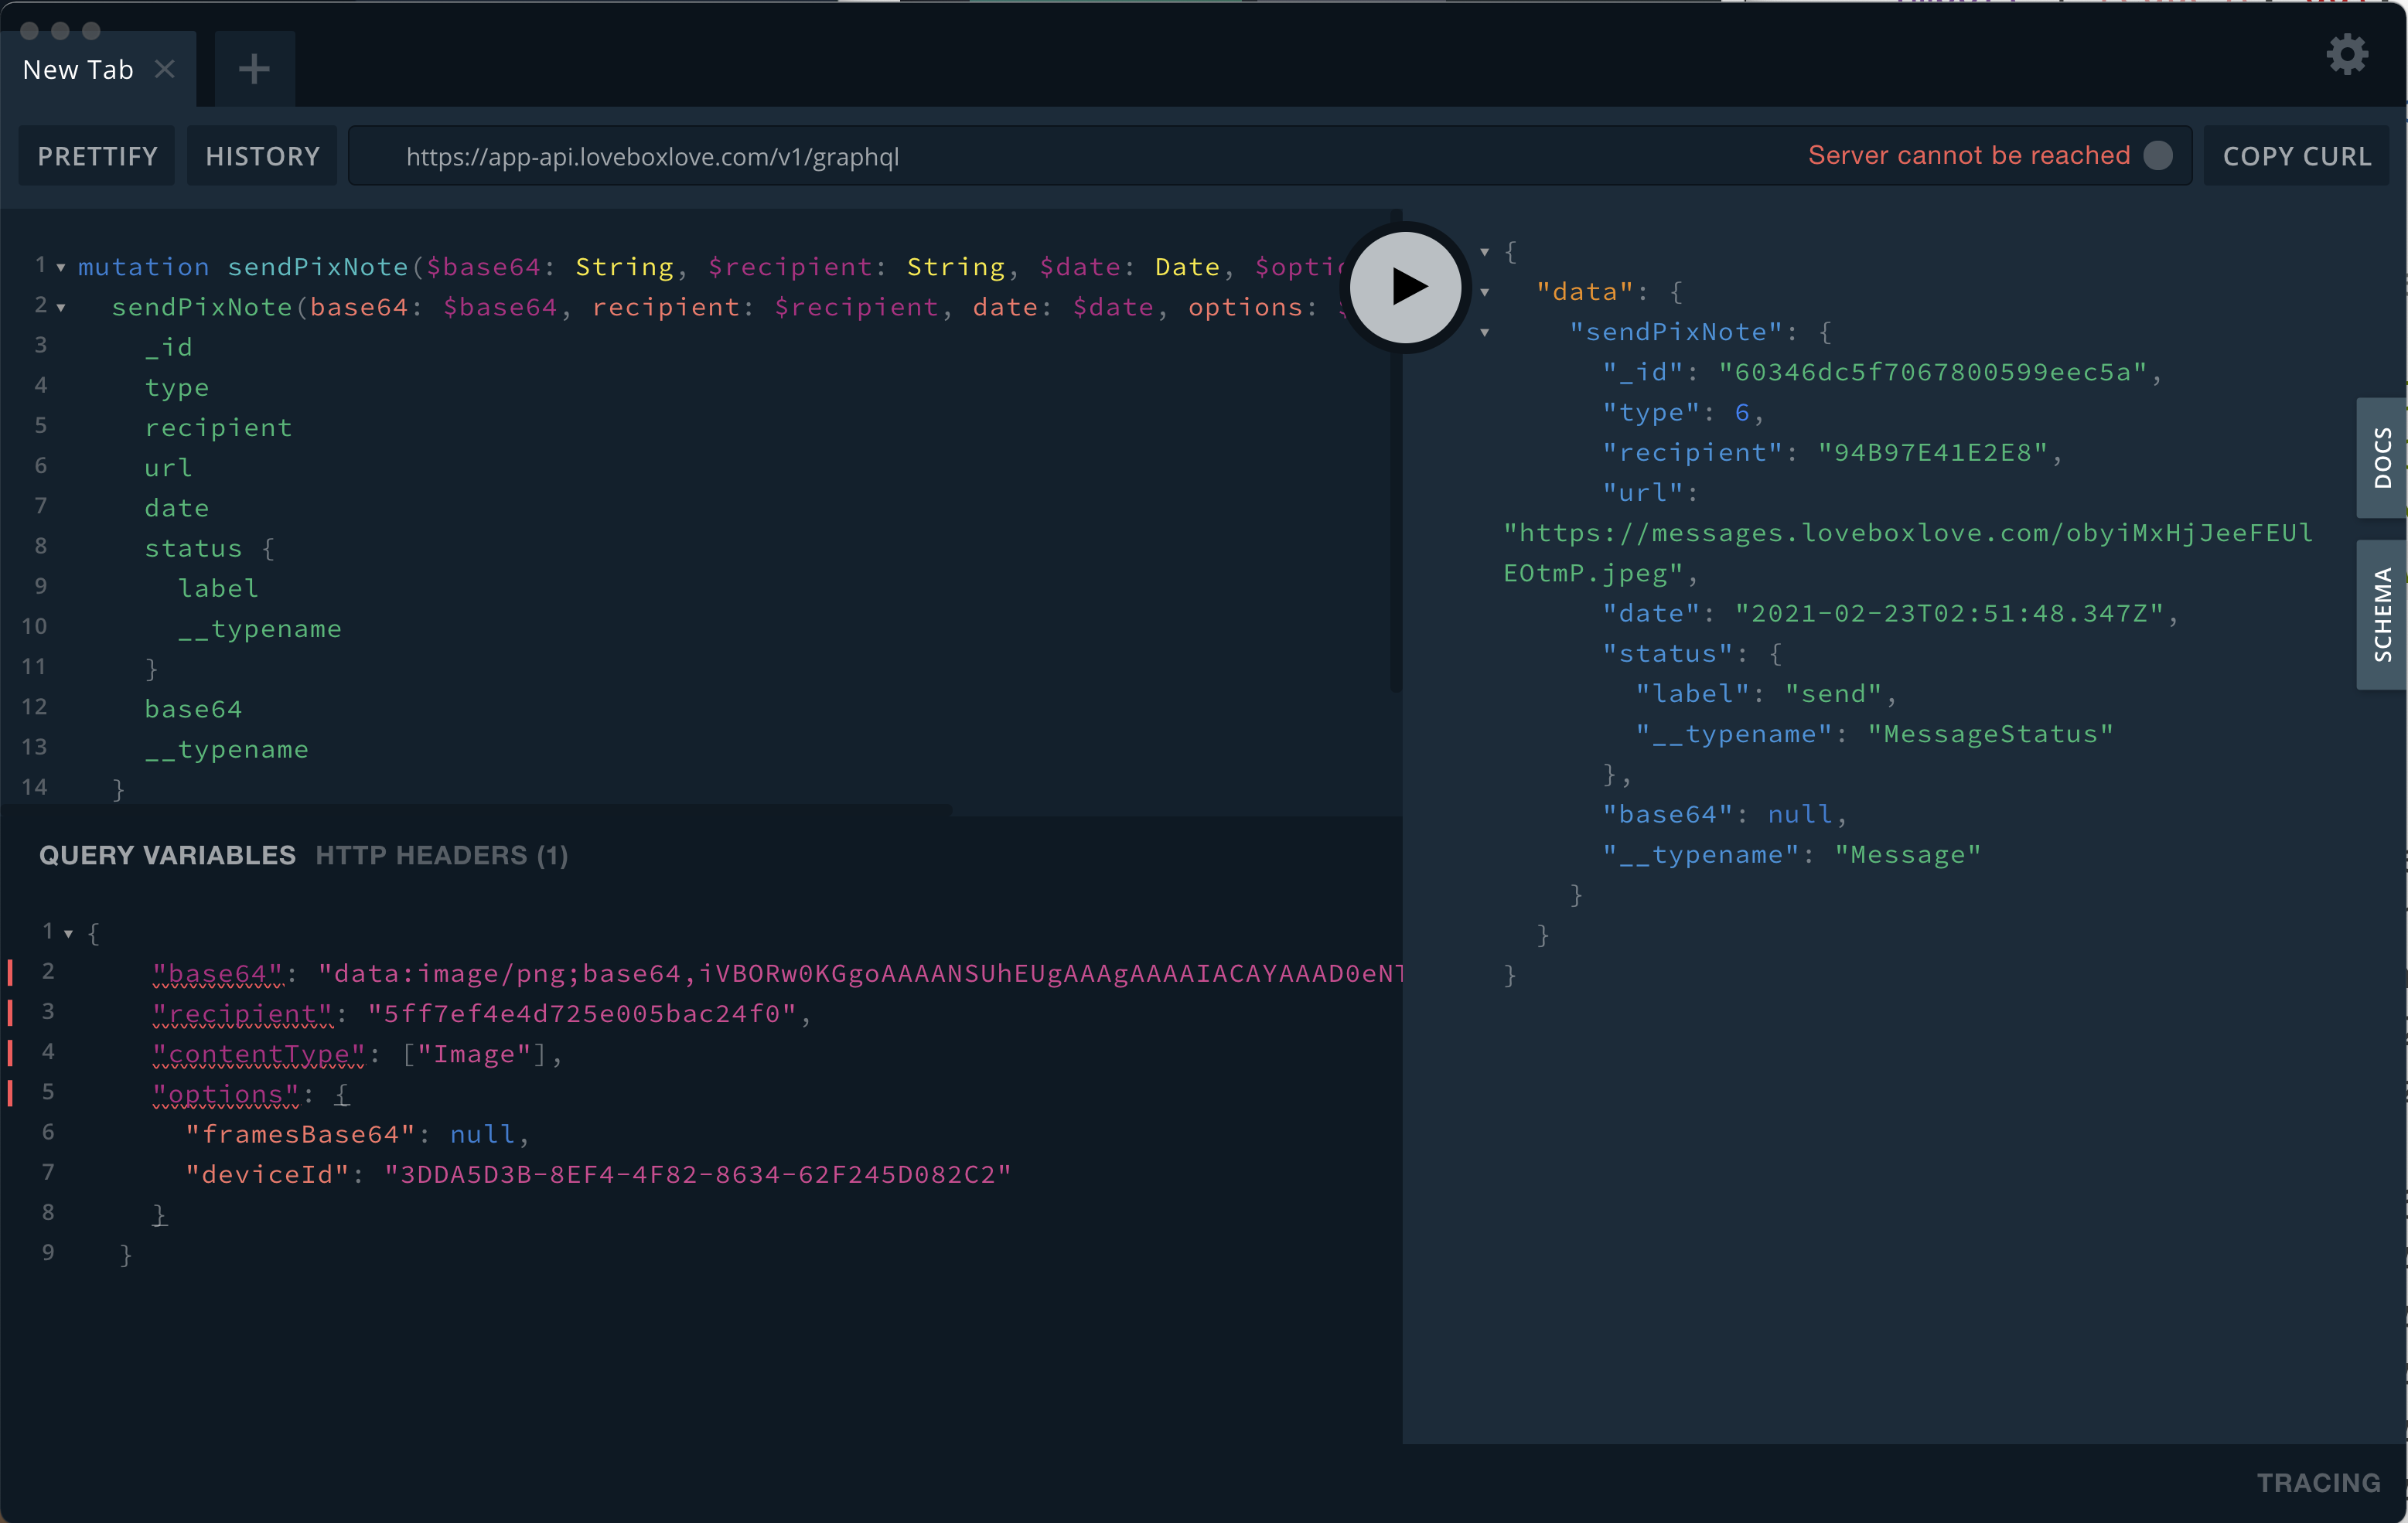 New Tab
PRETTIFY HISTORY https://app-api.loveboxlove.com/v1/graphql Server cannot be reached COPY CURL
1 mutation sendPixNote($base64: String, $recipient: String, $date: Date, $optio
2 sendPixNote(base64: $base64, recipient: $recipient, date: $date, options:
3 _id
4 type
5 recipient
6 url
7 date
8 status {
9 label
10 __typename
11 }
12 base64
13 __typename
14 }
QUERY VARIABLES HTTP HEADERS (1)
1 {
2 "base64": "data:image/png;base64,iVBORw0KGgoAAAANSUhEUgAAAgAAAAIACAYAAAD0eNT
3 "recipient": "5ff7ef4e4d725e005bac24f0",
4 "contentType": ["Image"],
5 "options": {
6 "framesBase64": null,
7 "deviceId": "3DDA5D3B-8EF4-4F82-8634-62F245D082C2"
8 }
9 }
{
"data": {
"sendPixNote": {
"_id": "60346dc5f7067800599eec5a",
"type": 6,
"recipient": "94B97E41E2E8",
"url":
"https://messages.loveboxlove.com/obyiMxHjJeeFEUl
EOtmP.jpeg",
"date": "2021-02-23T02:51:48.347Z",
"status": {
"label": "send",
"__typename": "MessageStatus"
},
"base64": null,
"__typename": "Message"
}
}
}
DOCS
SCHEMA
TRACING